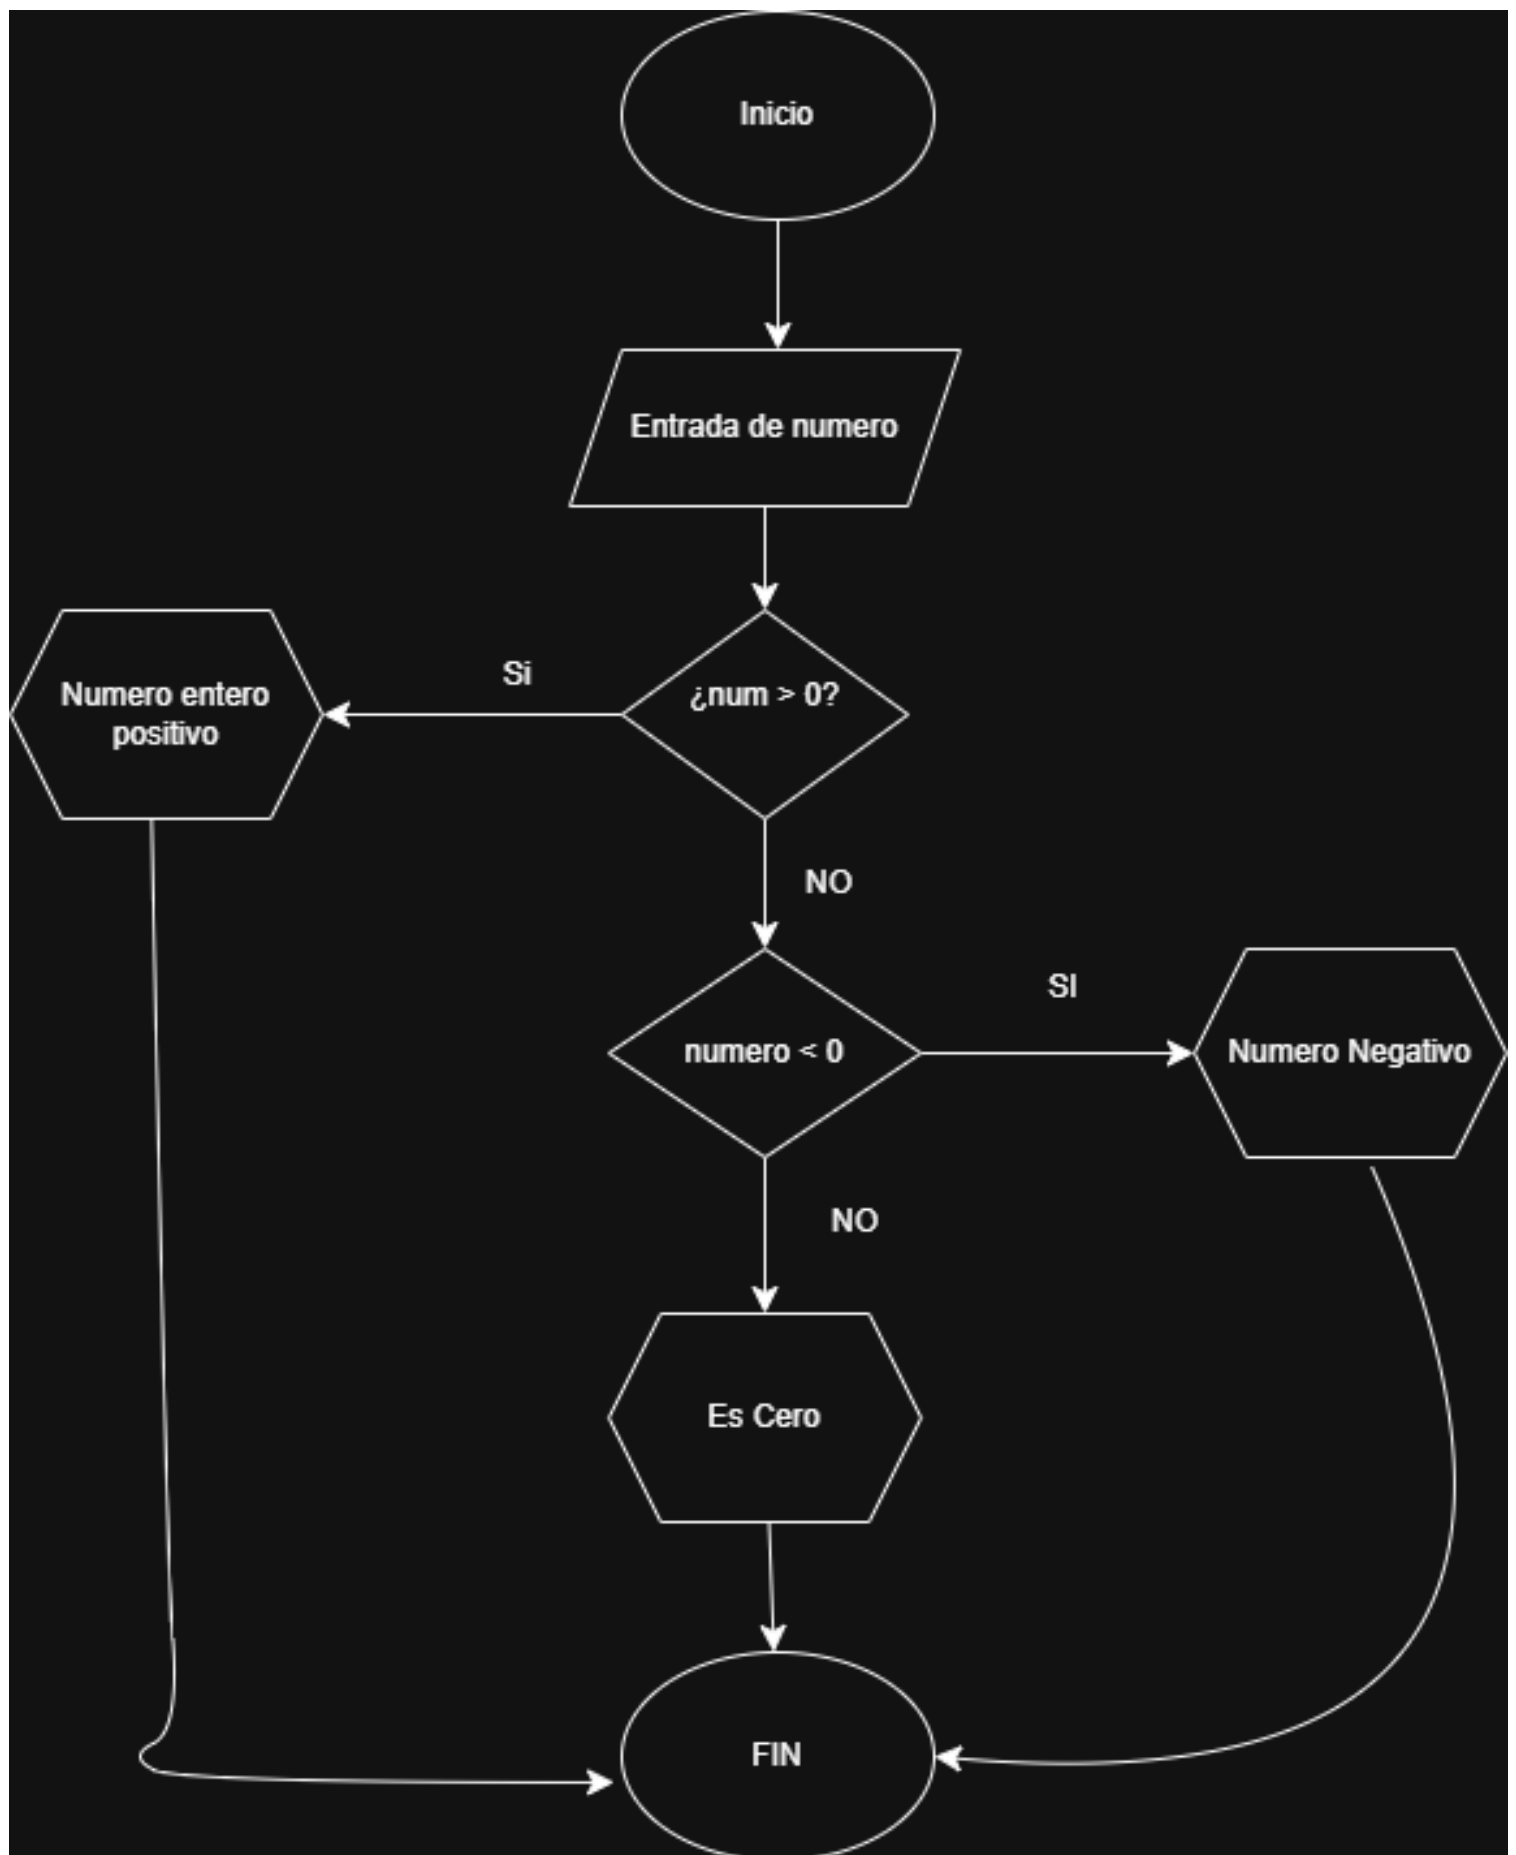 Inicio
Entrada de numero
¿num > 0?
Si
Numero entero
positivo
NO
numero < 0
SI
Numero Negativo
NO
Es Cero
FIN